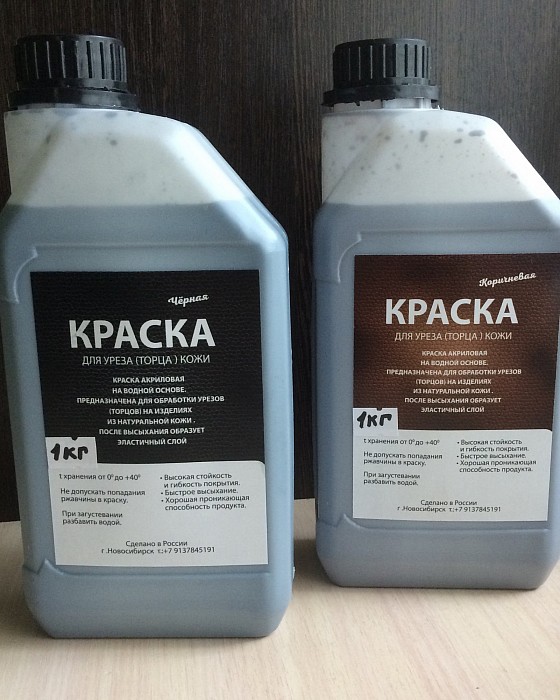 Чёрная
КРАСКА
ДЛЯ УРЕЗА (ТОРЦА ) КОЖИ
КРАСКА АКРИЛОВАЯ
НА ВОДНОЙ ОСНОВЕ.
ПРЕДНАЗНАЧЕНА ДЛЯ ОБРАБОТКИ УРЕЗОВ
(ТОРЦОВ) НА ИЗДЕЛИЯХ
ИЗ НАТУРАЛЬНОЙ КОЖИ .
ПОСЛЕ ВЫСЫХАНИЯ ОБРАЗУЕТ
ЭЛАСТИЧНЫЙ СЛОЙ
1кг
t хранения от 0° до +40°
Не допускать попадания
ржавчины в краску.
При загустевании
разбавить водой.
• Высокая стойкость
и гибкость покрытия.
• Быстрое высыхание.
• Хорошая проникающая
способность продукта.
Сделано в России
г .Новосибирск т.:+7 9137845191
Коричневая
КРАСКА
ДЛЯ УРЕЗА (ТОРЦА ) КОЖИ
КРАСКА АКРИЛОВАЯ
НА ВОДНОЙ ОСНОВЕ.
ПРЕДНАЗНАЧЕНА ДЛЯ ОБРАБОТКИ УРЕЗОВ
(ТОРЦОВ) НА ИЗДЕЛИЯХ
ИЗ НАТУРАЛЬНОЙ КОЖИ .
ПОСЛЕ ВЫСЫХАНИЯ ОБРАЗУЕТ
ЭЛАСТИЧНЫЙ СЛОЙ
1кг
t хранения от 0° до +40°
Не допускать попадания
ржавчины в краску.
При загустевании
разбавить водой.
• Высокая стойкость
и гибкость покрытия.
• Быстрое высыхание.
• Хорошая проникающая
способность продукта.
Сделано в России
г .Новосибирск т.:+7 9137845191